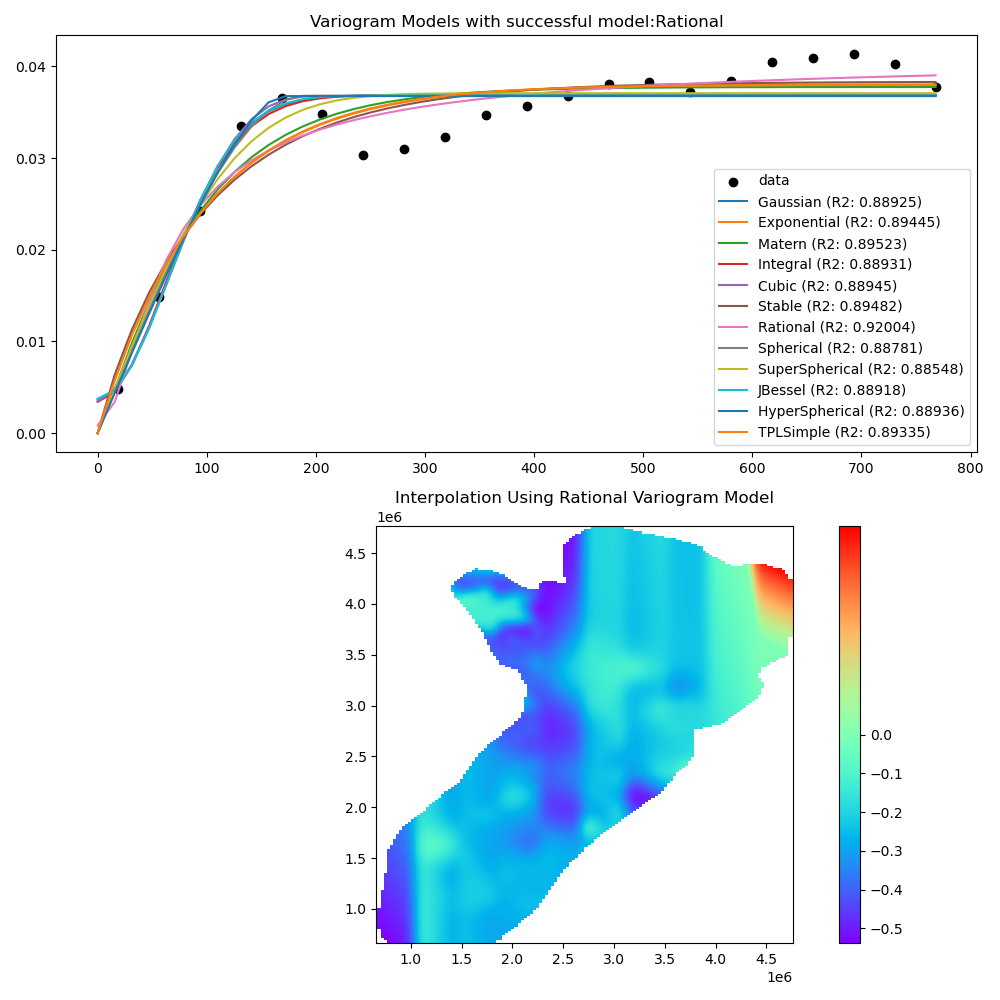 Variogram Models with successful model:Rational
0.04
0.03
0.02
0.01
0.00
data
Gaussian (R2: 0.88925)
Exponential (R2: 0.89445)
Matern (R2: 0.89523)
Integral (R2: 0.88931)
Cubic (R2: 0.88945)
Stable (R2: 0.89482)
Rational (R2: 0.92004)
Spherical (R2: 0.88781)
SuperSpherical (R2: 0.88548)
JBessel (R2: 0.88918)
HyperSpherical (R2: 0.88936)
TPLSimple (R2: 0.89335)
0 100 200 300 400 500 600 700 800
Interpolation Using Rational Variogram Model
1e6
4.5
4.0
3.5
3.0
2.5
2.0
1.5
1.0
1.0 1.5 2.0 2.5 3.0 3.5 4.0 4.5
1e6
0.0
−0.1
−0.2
−0.3
−0.4
−0.5